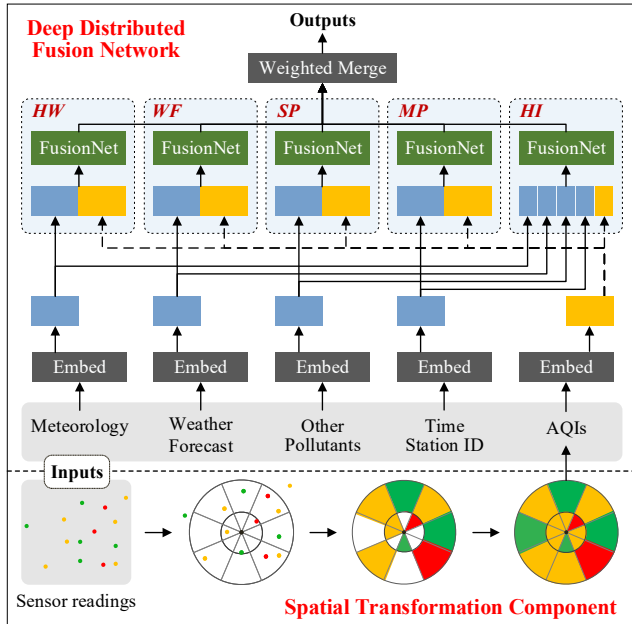 Deep Distributed
Fusion Network
Outputs
Weighted Merge
HW
WF
SP
MP
HI
FusionNet
FusionNet
FusionNet
FusionNet
FusionNet
Embed
Embed
Embed
Embed
Embed
Meteorology
Weather
Forecast
Other
Pollutants
Time
Station ID
AQIs
Inputs
Sensor readings
Spatial Transformation Component